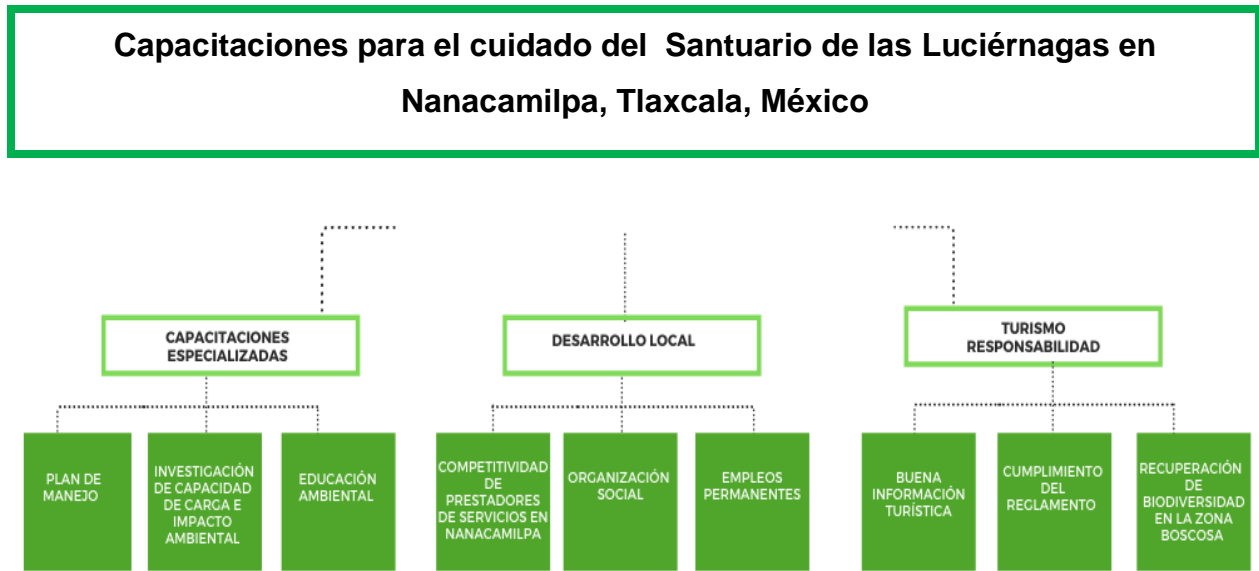 Capacitaciones para el cuidado del Santuario de las Luciérnagas en
Nanacamilpa, Tlaxcala, México
CAPACITACIONES
ESPECIALIZADAS
DESARROLLO LOCAL
TURISMO
RESPONSABILIDAD
PLAN DE
MANEJO
INVESTIGACIÓN
DE CAPACIDAD
DE CARGA E
IMPACTO
AMBIENTAL
EDUCACIÓN
AMBIENTAL
COMPETITIVIDAD
DE
PRESTADORES
DE SERVICIOS EN
NANACAMILPA
ORGANIZACIÓN
SOCIAL
EMPLEOS
PERMANENTES
BUENA
INFORMACIÓN
TURÍSTICA
CUMPLIMIENTO
DEL
REGLAMENTO
RECUPERACIÓN
DE
BIODIVERSIDAD
EN LA ZONA
BOSCOSA